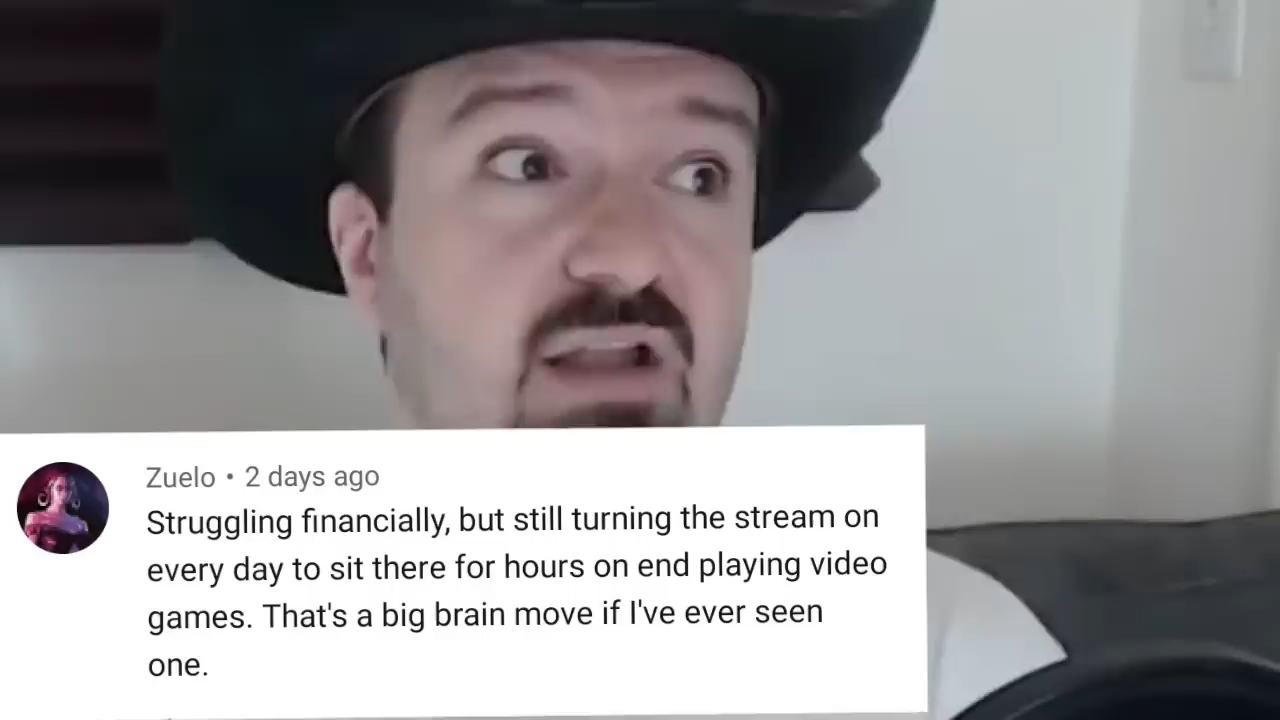 Zuelo • 2 days ago
Struggling financially, but still turning the stream on
every day to sit there for hours on end playing video
games. That's a big brain move if I've ever seen
one.